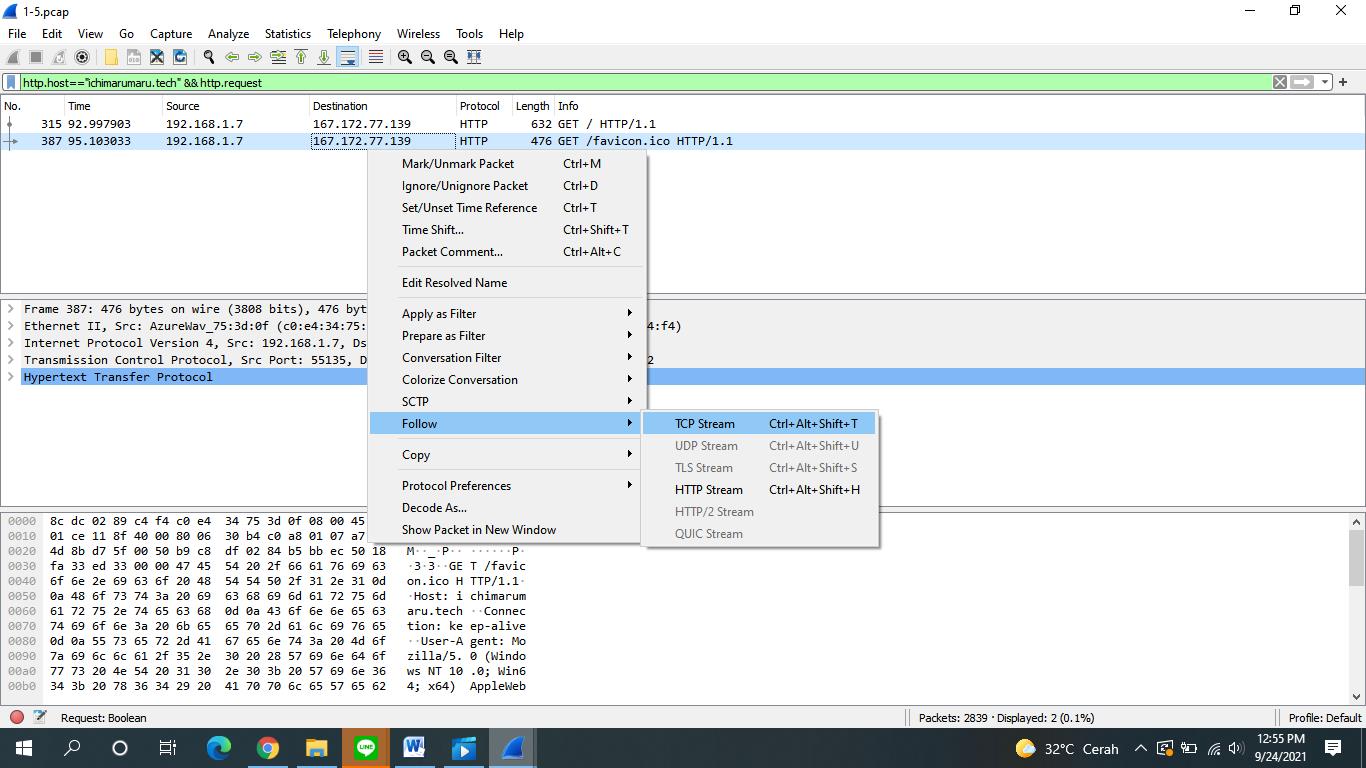 1-5.pcap
File Edit View Go Capture Analyze Statistics Telephony Wireless Tools Help
http.host=="ichimarumaru.tech" && http.request
No. Time Source Destination Protocol Length Info
315 92.997903 192.168.1.7 167.172.77.139 HTTP 632 GET / HTTP/1.1
387 95.103033 192.168.1.7 167.172.77.139 HTTP 476 GET /favicon.ico HTTP/1.1
Mark/Unmark Packet Ctrl+M
Ignore/Unignore Packet Ctrl+D
Set/Unset Time Reference Ctrl+T
Time Shift... Ctrl+Shift+T
Packet Comment... Ctrl+Alt+C
Edit Resolved Name
Apply as Filter
Prepare as Filter
Conversation Filter
Colorize Conversation
SCTP
Follow
Copy
Protocol Preferences
Decode As...
Show Packet in New Window
TCP Stream Ctrl+Alt+Shift+T
UDP Stream Ctrl+Alt+Shift+U
TLS Stream Ctrl+Alt+Shift+S
HTTP Stream Ctrl+Alt+Shift+H
HTTP/2 Stream
QUIC Stream
Frame 387: 476 bytes on wire (3808 bits), 476 byt
Ethernet II, Src: AzureWav_75:3d:0f (c0:e4:34:75: 4:f4)
Internet Protocol Version 4, Src: 192.168.1.7, Ds
Transmission Control Protocol, Src Port: 55135, D 2
Hypertext Transfer Protocol
0000 8c dc 02 89 c4 f4 c0 e4 34 75 3d 0f 08 00 45
0010 01 ce 11 8f 40 00 80 06 30 b4 c0 a8 01 07 a7
0020 4d 8b d7 5f 00 50 b9 c8 df 02 84 b5 bb ec 50 18 M··_·P·· ······P·
0030 fa 33 ed 33 00 00 47 45 54 20 2f 66 61 76 69 63 ·3·3··GE T /favic
0040 6f 6e 2e 69 63 6f 20 48 54 54 50 2f 31 2e 31 0d on.ico H TTP/1.1·
0050 0a 48 6f 73 74 3a 20 69 63 68 69 6d 61 72 75 6d ·Host: i chimarum
0060 61 72 75 2e 74 65 63 68 0d 0a 43 6f 6e 6e 65 63 aru.tech ··Connec
0070 74 69 6f 6e 3a 20 6b 65 65 70 2d 61 6c 69 76 65 tion: ke ep-alive
0080 0d 0a 55 73 65 72 2d 41 67 65 6e 74 3a 20 4d 6f ··User-A gent: Mo
0090 7a 69 6c 6c 61 2f 35 2e 30 20 28 57 69 6e 64 6f zilla/5. 0 (Windo
00a0 77 73 20 4e 54 20 31 30 2e 30 3b 20 57 69 6e 36 ws NT 10 .0; Win6
00b0 34 3b 20 78 36 34 29 20 41 70 70 6c 65 57 65 62 4; x64) AppleWeb
Request: Boolean Packets: 2839 · Displayed: 2 (0.1%) Profile: Default
LINE
32°C Cerah
12:55 PM
9/24/2021